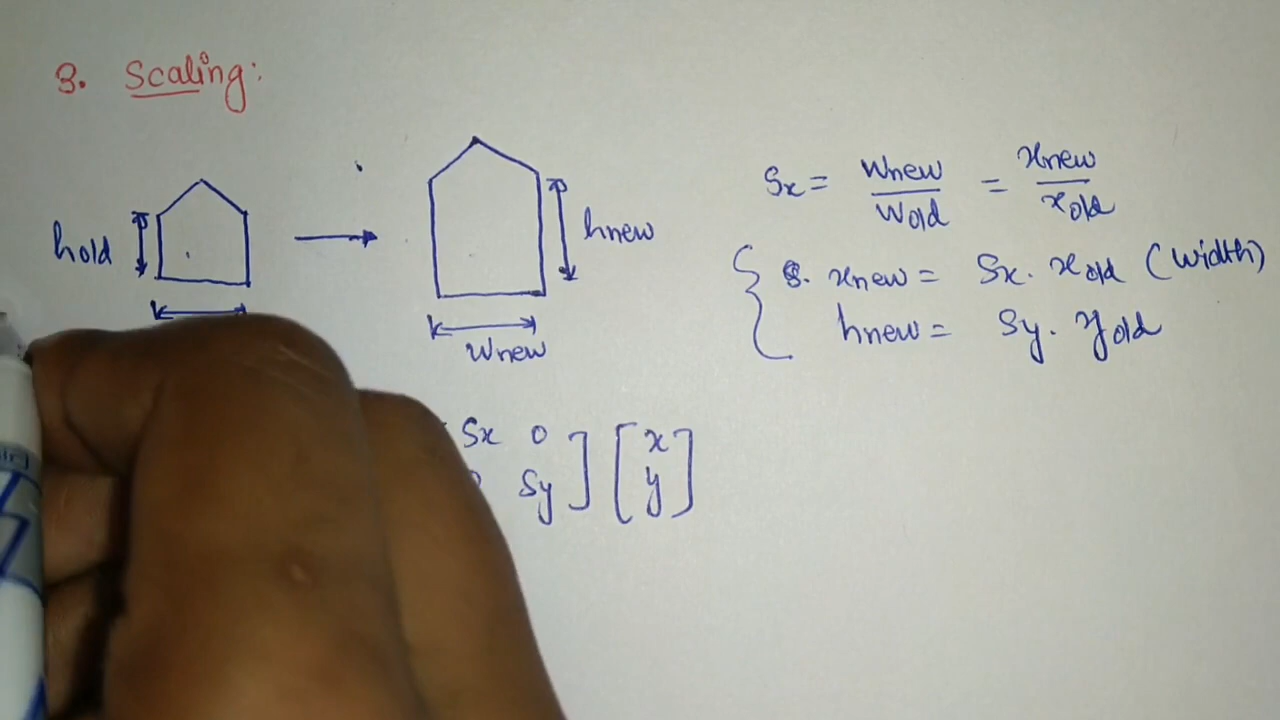 3. Scaling:
Sx = Wnew / Wold = xnew / xold
hold
hnew
{ S. xnew = Sx. xold (width)
hnew = Sy. yold
Wnew
Sx 0 ] [ x
Sy ] y ]